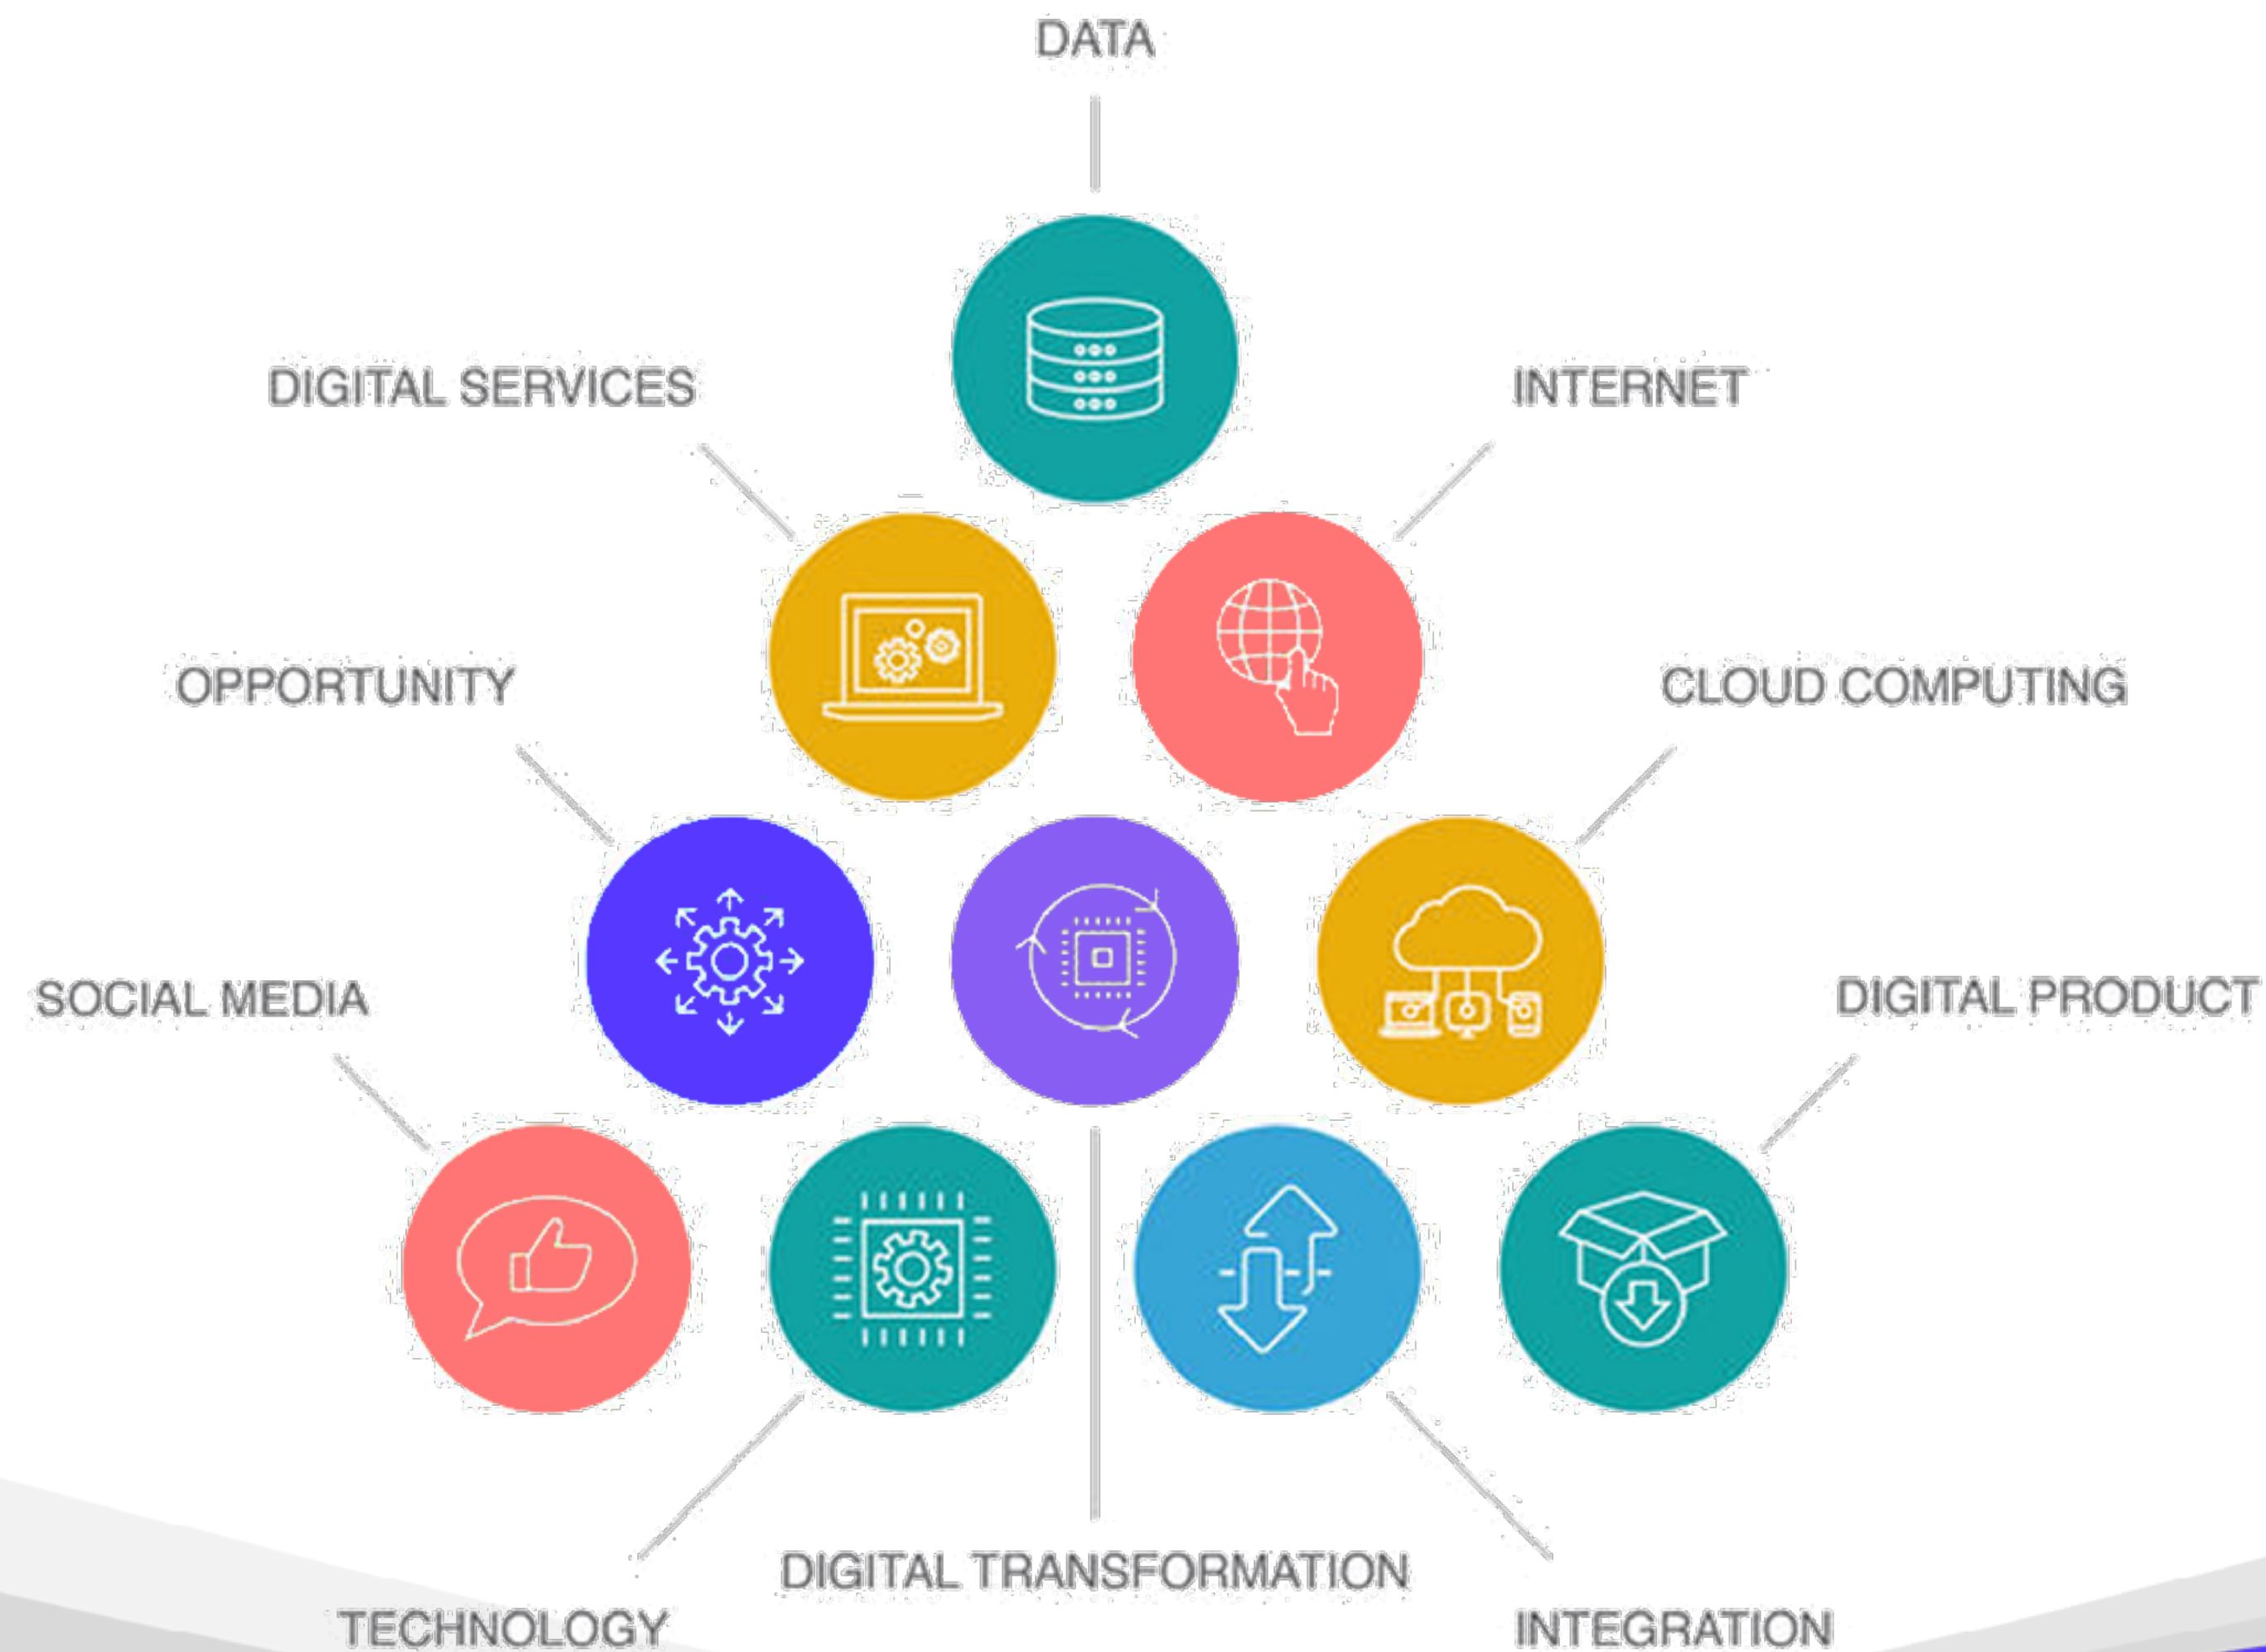 DATA
DIGITAL SERVICES
INTERNET
OPPORTUNITY
CLOUD COMPUTING
SOCIAL MEDIA
DIGITAL PRODUCT
DIGITAL TRANSFORMATION
TECHNOLOGY
INTEGRATION